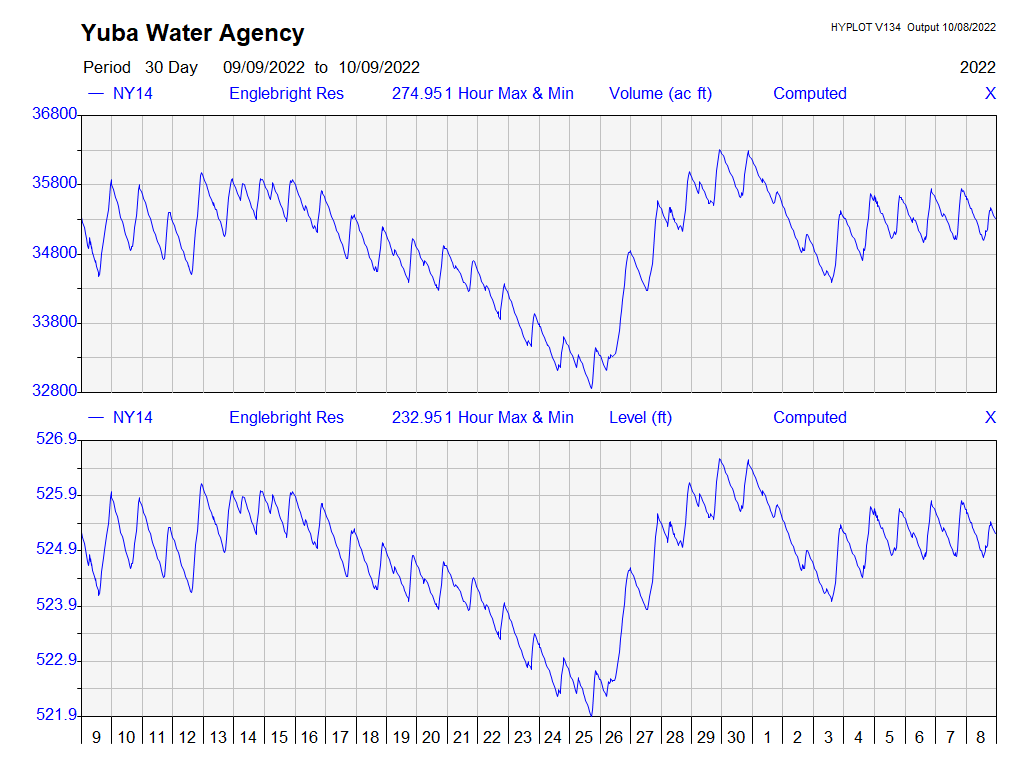 Yuba Water Agency
HYPLOT V134 Output 10/08/2022
Period 30 Day 09/09/2022 to 10/09/2022 2022
NY14 Englebright Res 274.951 Hour Max & Min Volume (ac ft) Computed X
36800
35800
34800
33800
32800
NY14 Englebright Res 232.951 Hour Max & Min Level (ft) Computed X
526.9
525.9
524.9
523.9
522.9
521.9
9 10 11 12 13 14 15 16 17 18 19 20 21 22 23 24 25 26 27 28 29 30 1 2 3 4 5 6 7 8